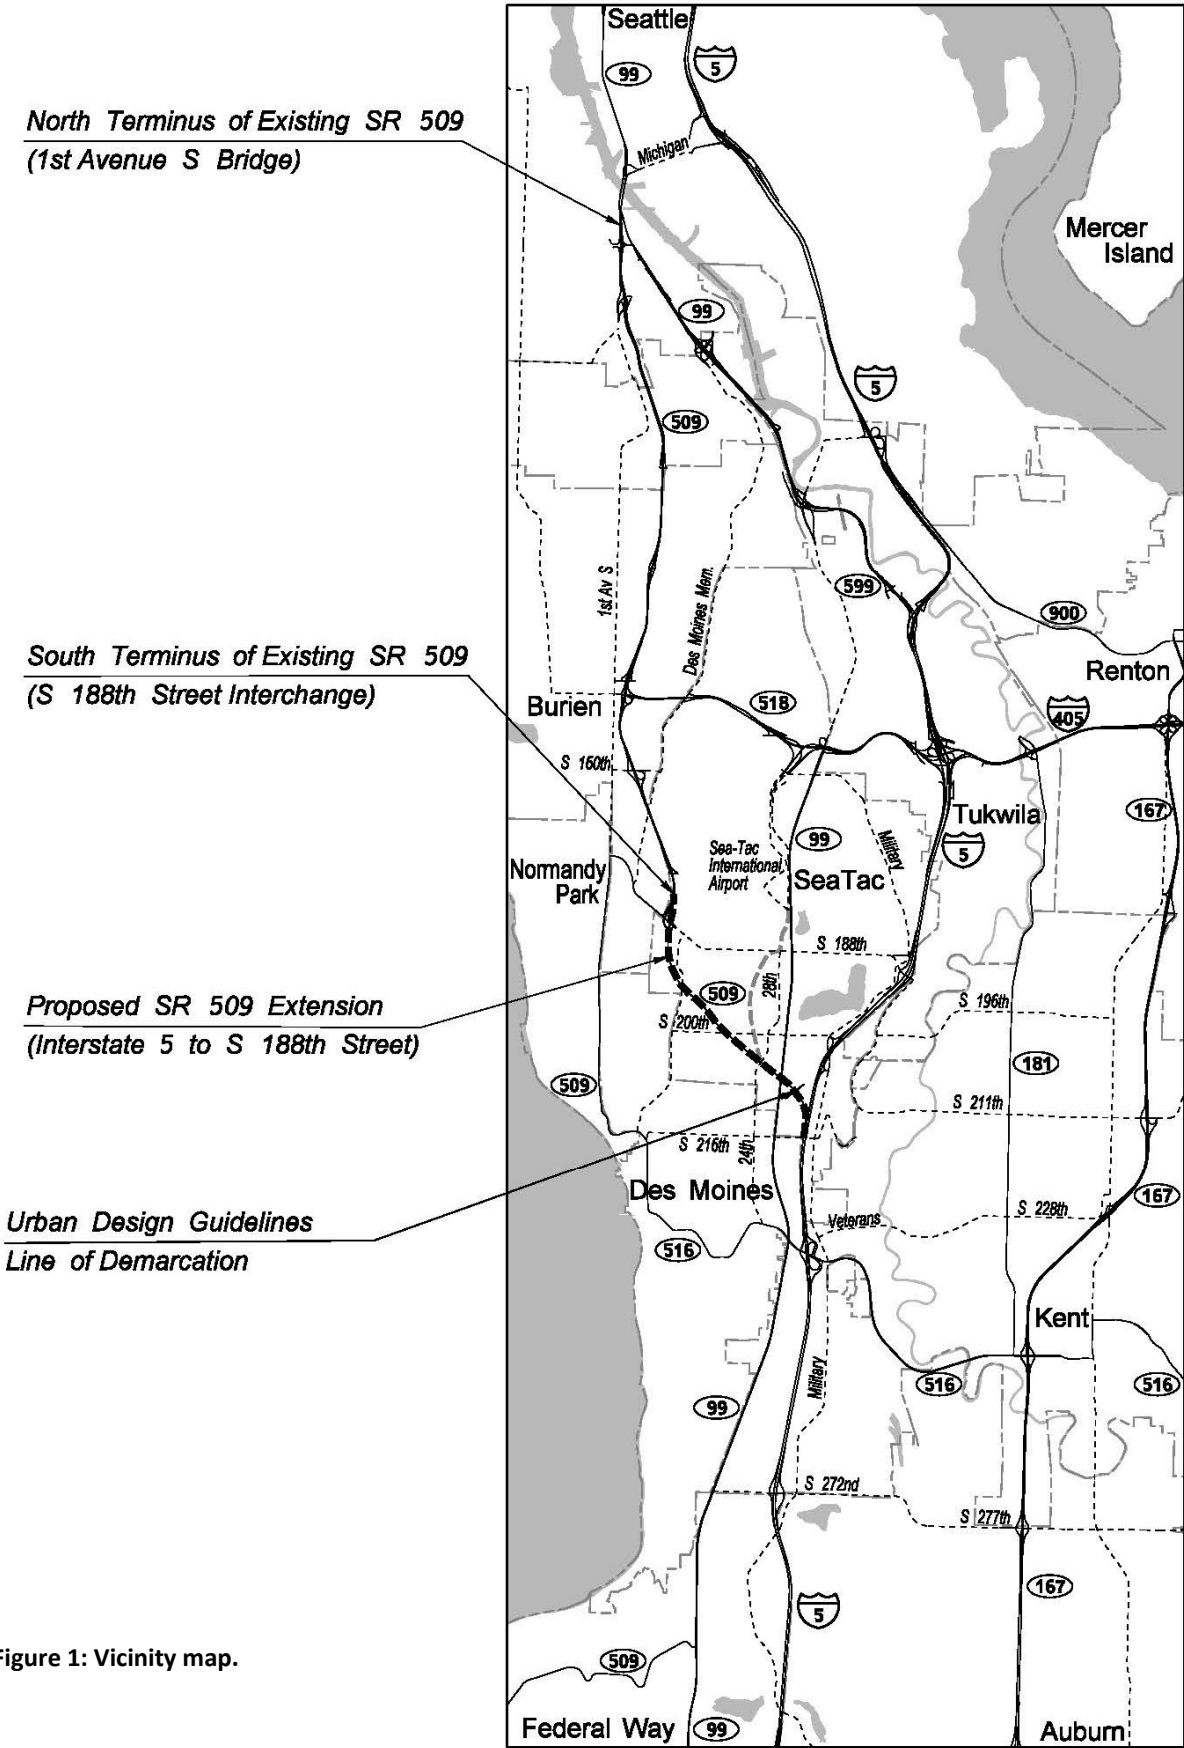 Seattle
99
5
North Terminus of Existing SR 509
(1st Avenue S Bridge)
Michigan
Mercer
Island
99
5
509
1st Av S
Des Moines Mem.
599
900
South Terminus of Existing SR 509
(S 188th Street Interchange)
Renton
Burien
518
405
S 160th
Tukwila
167
99
Military
5
Sea-Tac
International
Airport
SeaTac
Normandy
Park
S 188th
28th
509
S 196th
Proposed SR 509 Extension
(Interstate 5 to S 188th Street)
S 200th
181
509
S 211th
S 216th
24th
Des Moines
167
S 228th
Veterans
Urban Design Guidelines
Line of Demarcation
516
Kent
Military
516
516
99
S 272nd
S 277th
167
5
Figure 1: Vicinity map.
509
Federal Way
99
Auburn